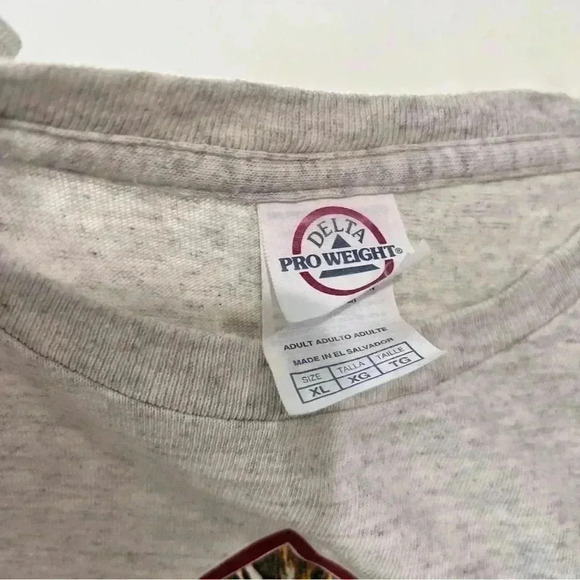 DELTA
PRO WEIGHT®
ADULT ADULTO ADULTE
MADE IN EL SALVADOR
SIZE TALLA TAILLE
XL XG TG